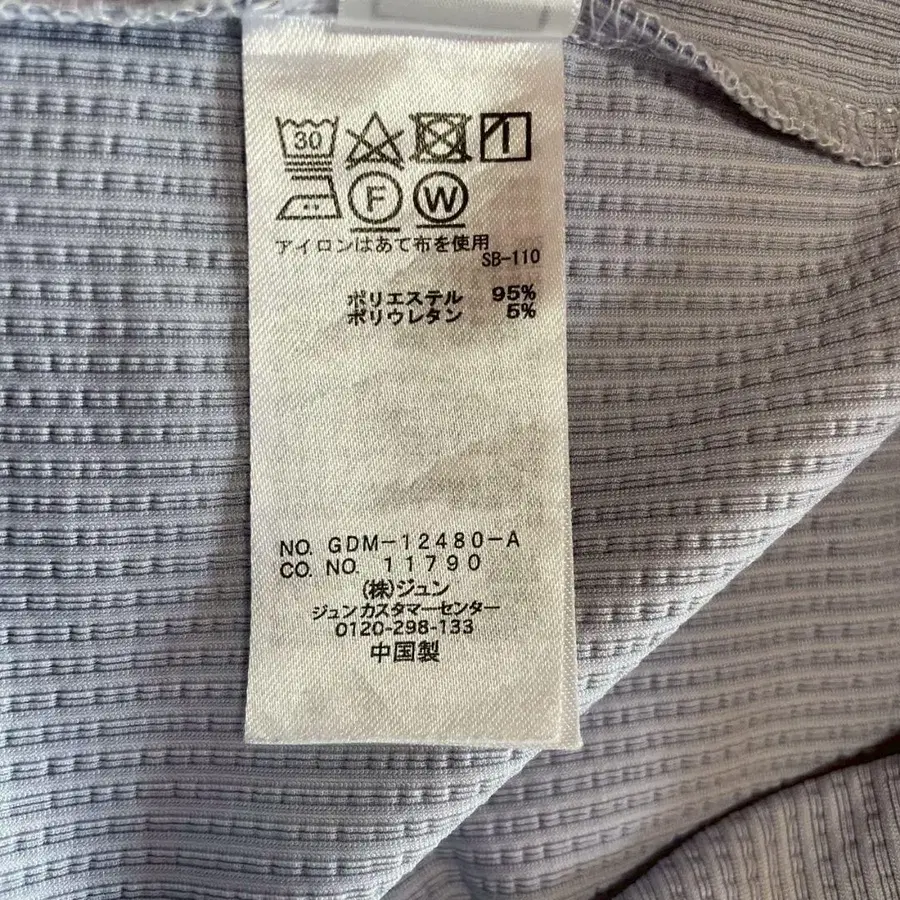 30
F W
アイロンはあて布を使用
SB-110
ポリエステル 95%
ポリウレタン 5%
NO. GDM-12480-A
CO. NO. 11790
(株)ジュン
ジュンカスタマーセンター
0120-298-133
中国製